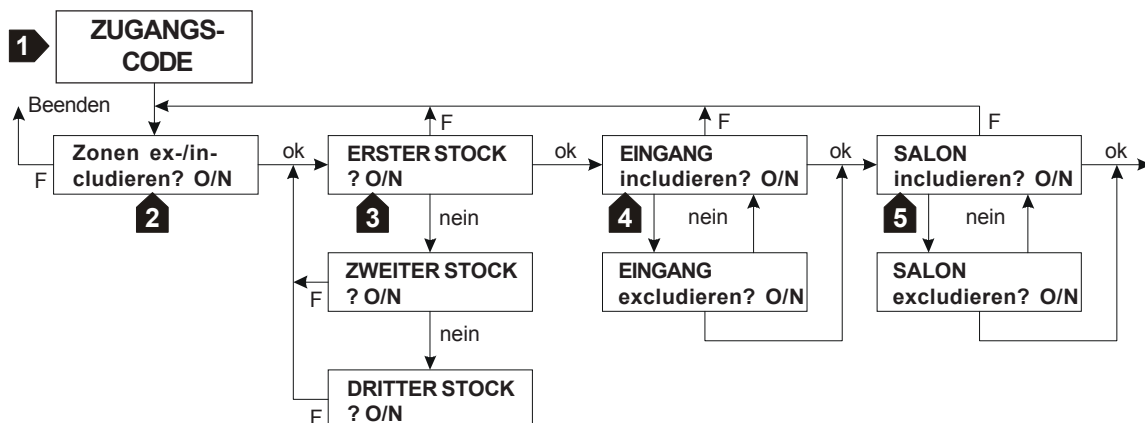 1
ZUGANGS-
CODE
Beenden
F
Zonen ex-/in-
cludieren? O/N
2
ok
F
ERSTER STOCK
? O/N
3
nein
F
ZWEITER STOCK
? O/N
nein
F
DRITTER STOCK
? O/N
ok
F
EINGANG
includieren? O/N
4
nein
EINGANG
excludieren? O/N
ok
F
SALON
includieren? O/N
5
nein
SALON
excludieren? O/N
ok